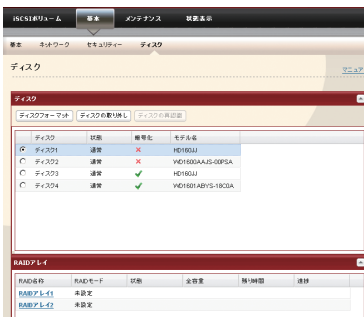 iSCSIボリューム 基本 メンテナンス 状態表示
基本 ネットワーク セキュリティー ディスク
ディスク
マニュア
ディスク
ディスクフォーマット ディスクの取り外し ディスクの再認識
ディスク 状態 暗号化 モデル名
ディスク1 通常 HD160JJ
ディスク2 通常 WD1600AAJS-00PSA
ディスク3 通常 HD160JJ
ディスク4 通常 WD1601ABYS-18C0A
RAIDアレイ
RAID名称 RAIDモード 状態 全容量 残り時間 進捗
RAIDアレイ1 未設定
RAIDアレイ2 未設定